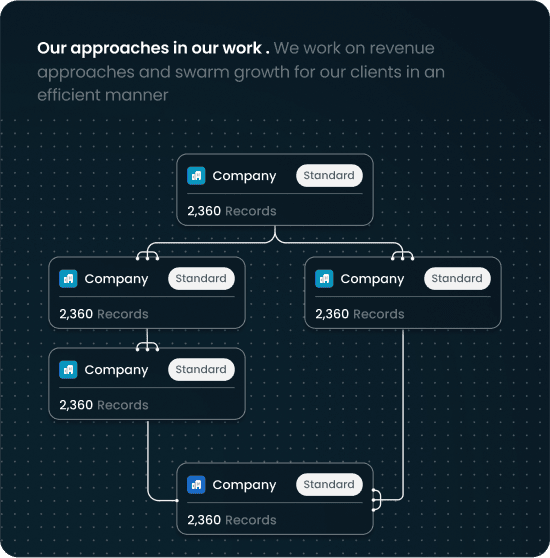 Our approaches in our work . We work on revenue
approaches and swarm growth for our clients in an
efficient manner
Company Standard
2,360 Records
Company Standard
2,360 Records
Company Standard
2,360 Records
Company Standard
2,360 Records
Company Standard
2,360 Records